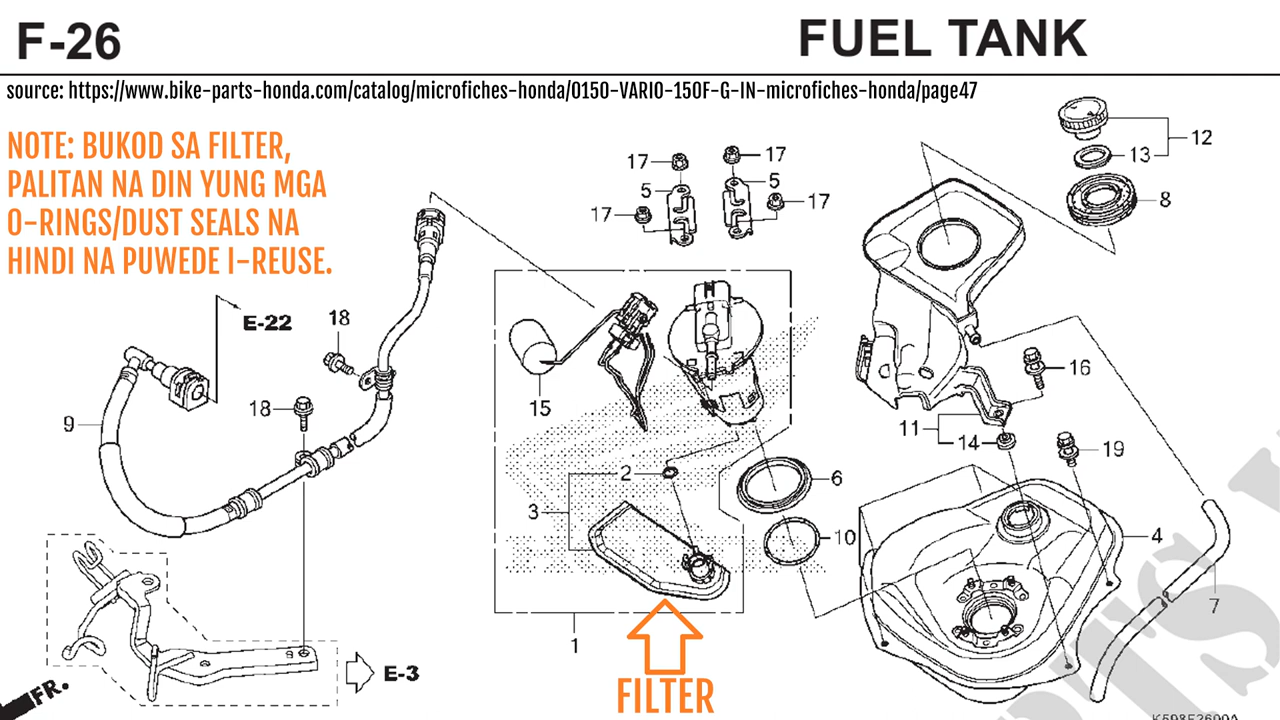 F-26
FUEL TANK
source: https://www.bike-parts-honda.com/catalog/microfiches-honda/0150-VARIO-150F-G-IN-microfiches-honda/page47
NOTE: BUKOD SA FILTER,
PALITAN NA DIN YUNG MGA
O-RINGS/DUST SEALS NA
HINDI NA PUWEDE I-REUSE.
12
13
8
17
17
5
5
17
17
E-22
18
18
9
15
16
11
14
19
2
6
3
10
4
7
1
E-3
FR.
FILTER